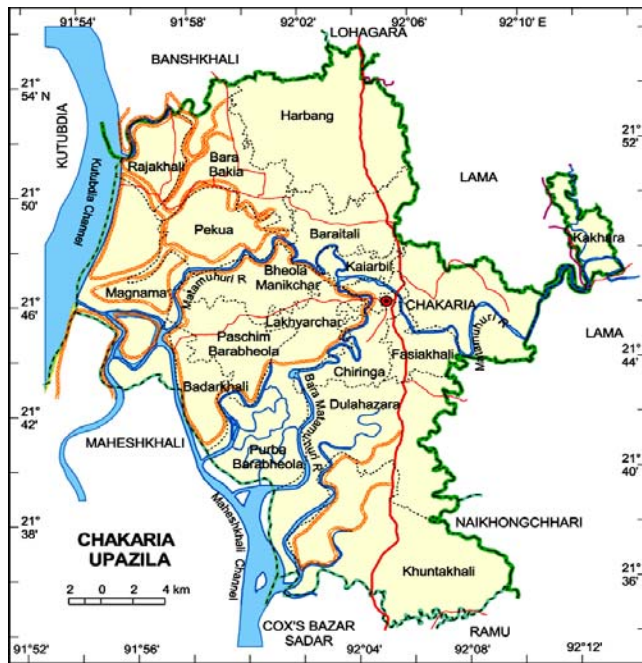 91° 54'
91° 58'
92° 02'
92° 06'
92° 10' E
LOHAGARA
BANSHKHALI
21°
54' N
KUTUBDIA
Harbang
21°
52'
Rajakhali
Bara
Bakia
Kutubdia Channel
LAMA
21°
50'
Kakhara
Pekua
Baraitali
Kaiarbil
21°
48'
Bheola
Manikchar
Magnama
Matamuhuri R
21°
46'
CHAKARIA
Lakhyarchar
Matamuhuri R
LAMA
Paschim
Barabheola
Fasiakhali
21°
44'
Chiringa
Badarkhali
21°
42'
Dulahazara
Bara Matamuhuri R
MAHESHKHALI
Purba
Barabheola
21°
40'
Maheshkhali Channel
21°
38'
CHAKARIA
UPAZILA
NAIKHONGCHHARI
21°
36'
Khuntakhali
2 0 2 4 km
COX'S BAZAR
SADAR
RAMU
91° 52'
91° 56'
92° 04'
92° 08'
92° 12'